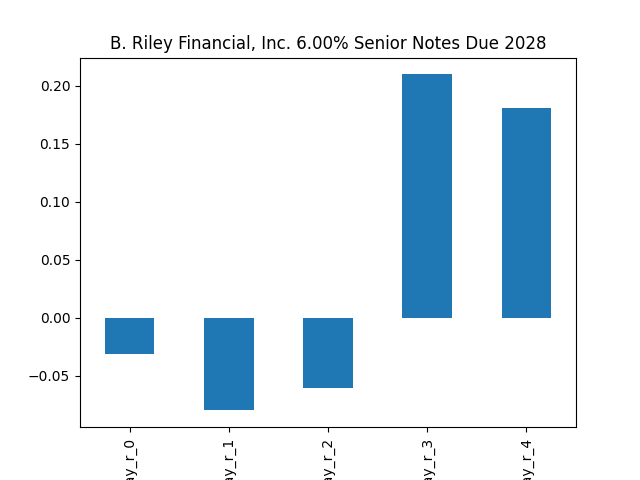 B. Riley Financial, Inc. 6.00% Senior Notes Due 2028
0.20
0.15
0.10
0.05
0.00
−0.05
ay_r_0
ay_r_1
ay_r_2
ay_r_3
ay_r_4